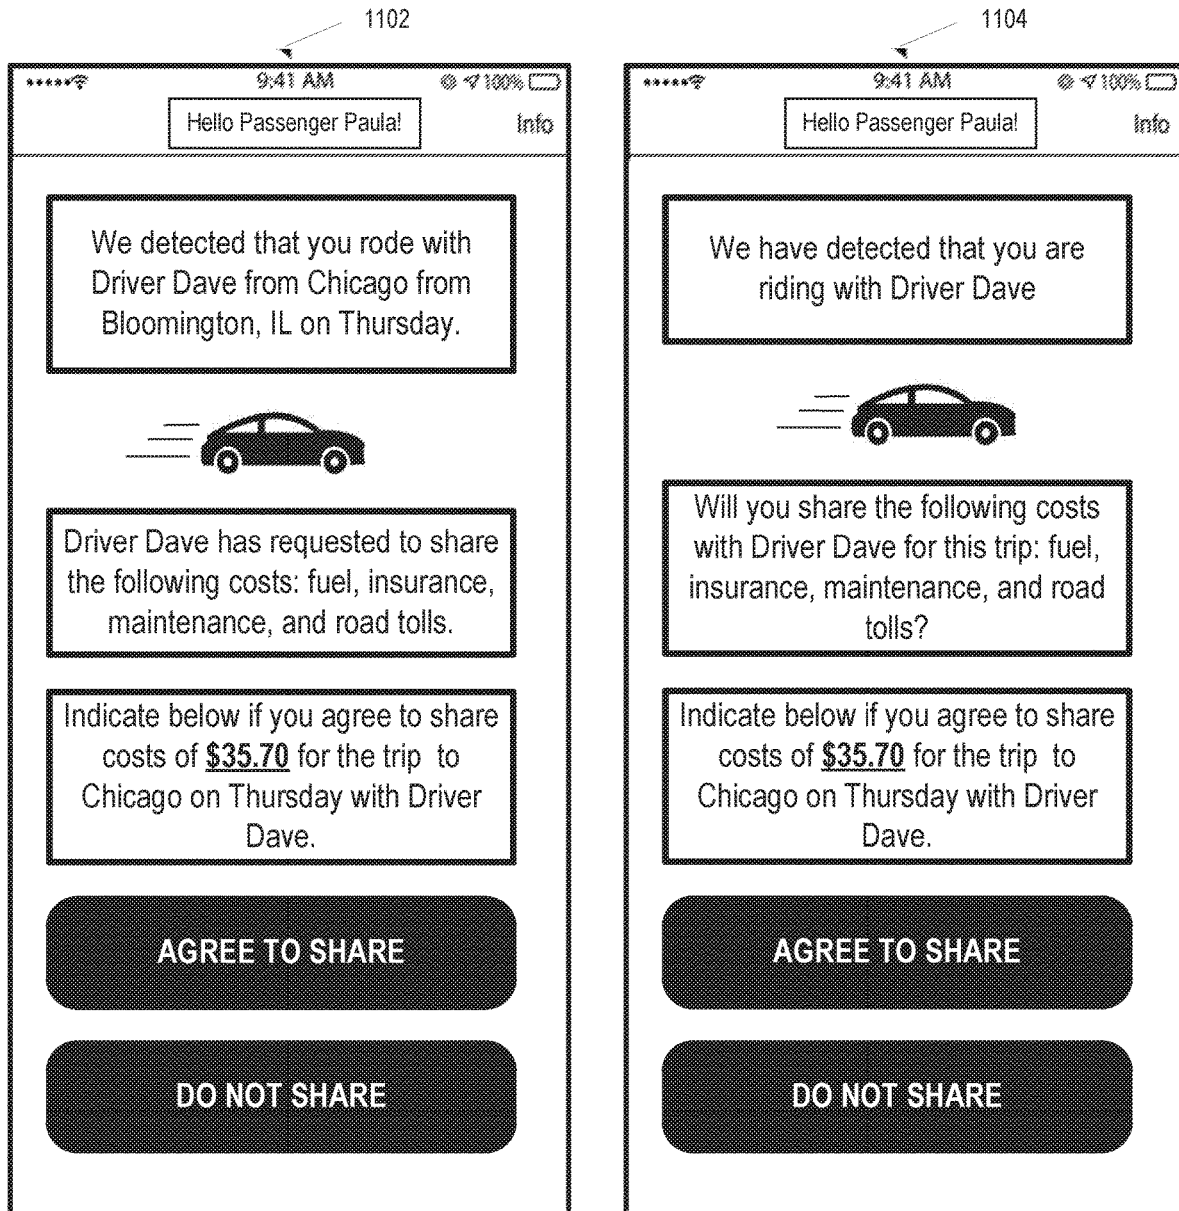 1102
9:41 AM
100%
Hello Passenger Paula!
Info
We detected that you rode with
Driver Dave from Chicago from
Bloomington, IL on Thursday.
Driver Dave has requested to share
the following costs: fuel, insurance,
maintenance, and road tolls.
Indicate below if you agree to share
costs of $35.70 for the trip to
Chicago on Thursday with Driver
Dave.
AGREE TO SHARE
DO NOT SHARE
1104
9:41 AM
100%
Hello Passenger Paula!
Info
We have detected that you are
riding with Driver Dave
Will you share the following costs
with Driver Dave for this trip: fuel,
insurance, maintenance, and road
tolls?
Indicate below if you agree to share
costs of $35.70 for the trip to
Chicago on Thursday with Driver
Dave.
AGREE TO SHARE
DO NOT SHARE